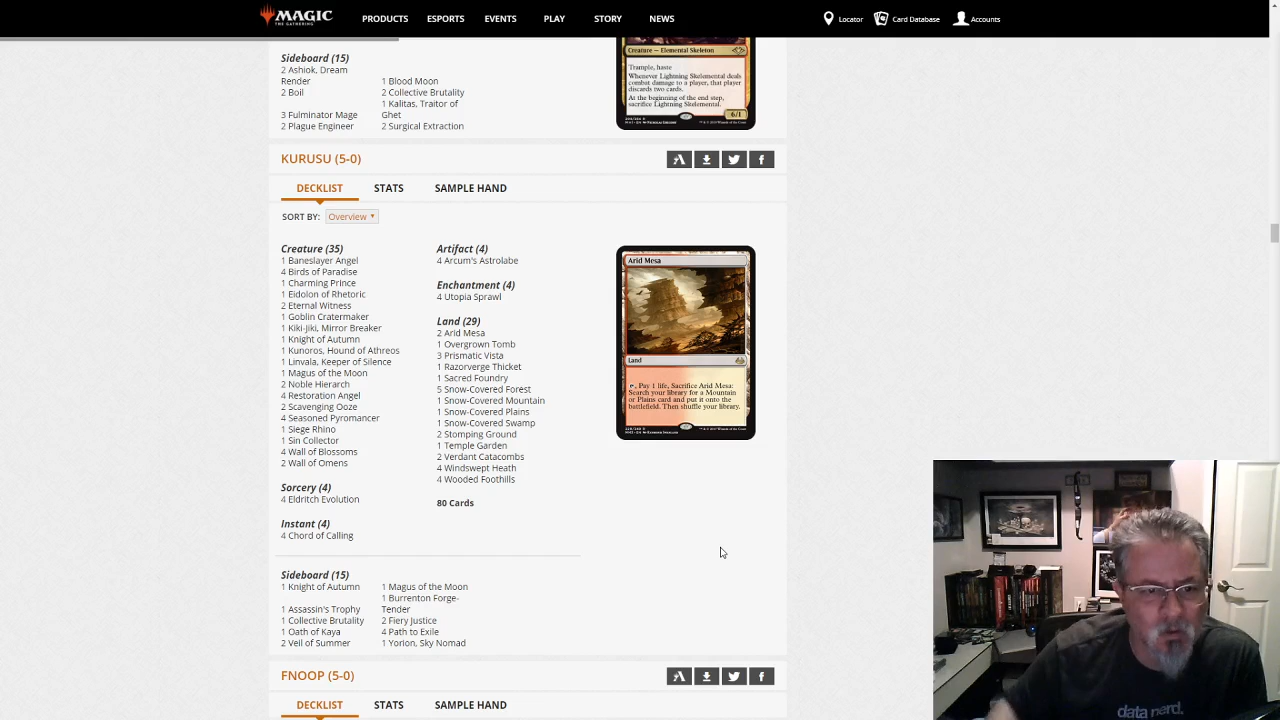 MAGIC
THE GATHERING
PRODUCTS
ESPORTS
EVENTS
PLAY
STORY
NEWS
Locator
Card Database
Accounts
Sideboard (15)
2 Ashiok, Dream
Render
2 Boil
3 Fulminator Mage
2 Plague Engineer
1 Blood Moon
2 Collective Brutality
1 Kalitas, Traitor of
Ghet
2 Surgical Extraction
Creature — Elemental Skeleton
Trample, haste
Whenever Lightning Skelemental deals
combat damage to a player, that player
discards two cards.
At the beginning of the end step,
sacrifice Lightning Skelemental.
6/1
KURUSU (5-0)
DECKLIST
STATS
SAMPLE HAND
SORT BY:
Overview
Creature (35)
1 Baneslayer Angel
4 Birds of Paradise
1 Charming Prince
1 Eidolon of Rhetoric
2 Eternal Witness
1 Goblin Cratermaker
1 Kiki-Jiki, Mirror Breaker
1 Knight of Autumn
1 Kunoros, Hound of Athreos
1 Linvala, Keeper of Silence
1 Magus of the Moon
2 Noble Hierarch
4 Restoration Angel
2 Scavenging Ooze
4 Seasoned Pyromancer
1 Siege Rhino
1 Sin Collector
4 Wall of Blossoms
2 Wall of Omens
Sorcery (4)
4 Eldritch Evolution
Instant (4)
4 Chord of Calling
Artifact (4)
4 Arcum's Astrolabe
Enchantment (4)
4 Utopia Sprawl
Land (29)
2 Arid Mesa
1 Overgrown Tomb
3 Prismatic Vista
1 Razorverge Thicket
1 Sacred Foundry
5 Snow-Covered Forest
1 Snow-Covered Mountain
1 Snow-Covered Plains
1 Snow-Covered Swamp
2 Stomping Ground
1 Temple Garden
2 Verdant Catacombs
4 Windswept Heath
4 Wooded Foothills
80 Cards
Arid Mesa
Land
, Pay 1 life, Sacrifice Arid Mesa:
Search your library for a Mountain
or Plains card and put it onto the
battlefield. Then shuffle your library.
Sideboard (15)
1 Knight of Autumn
1 Assassin's Trophy
1 Collective Brutality
1 Oath of Kaya
2 Veil of Summer
1 Magus of the Moon
1 Burrenton Forge-
Tender
2 Fiery Justice
4 Path to Exile
1 Yorion, Sky Nomad
FNOOP (5-0)
DECKLIST
STATS
SAMPLE HAND
data nerd.